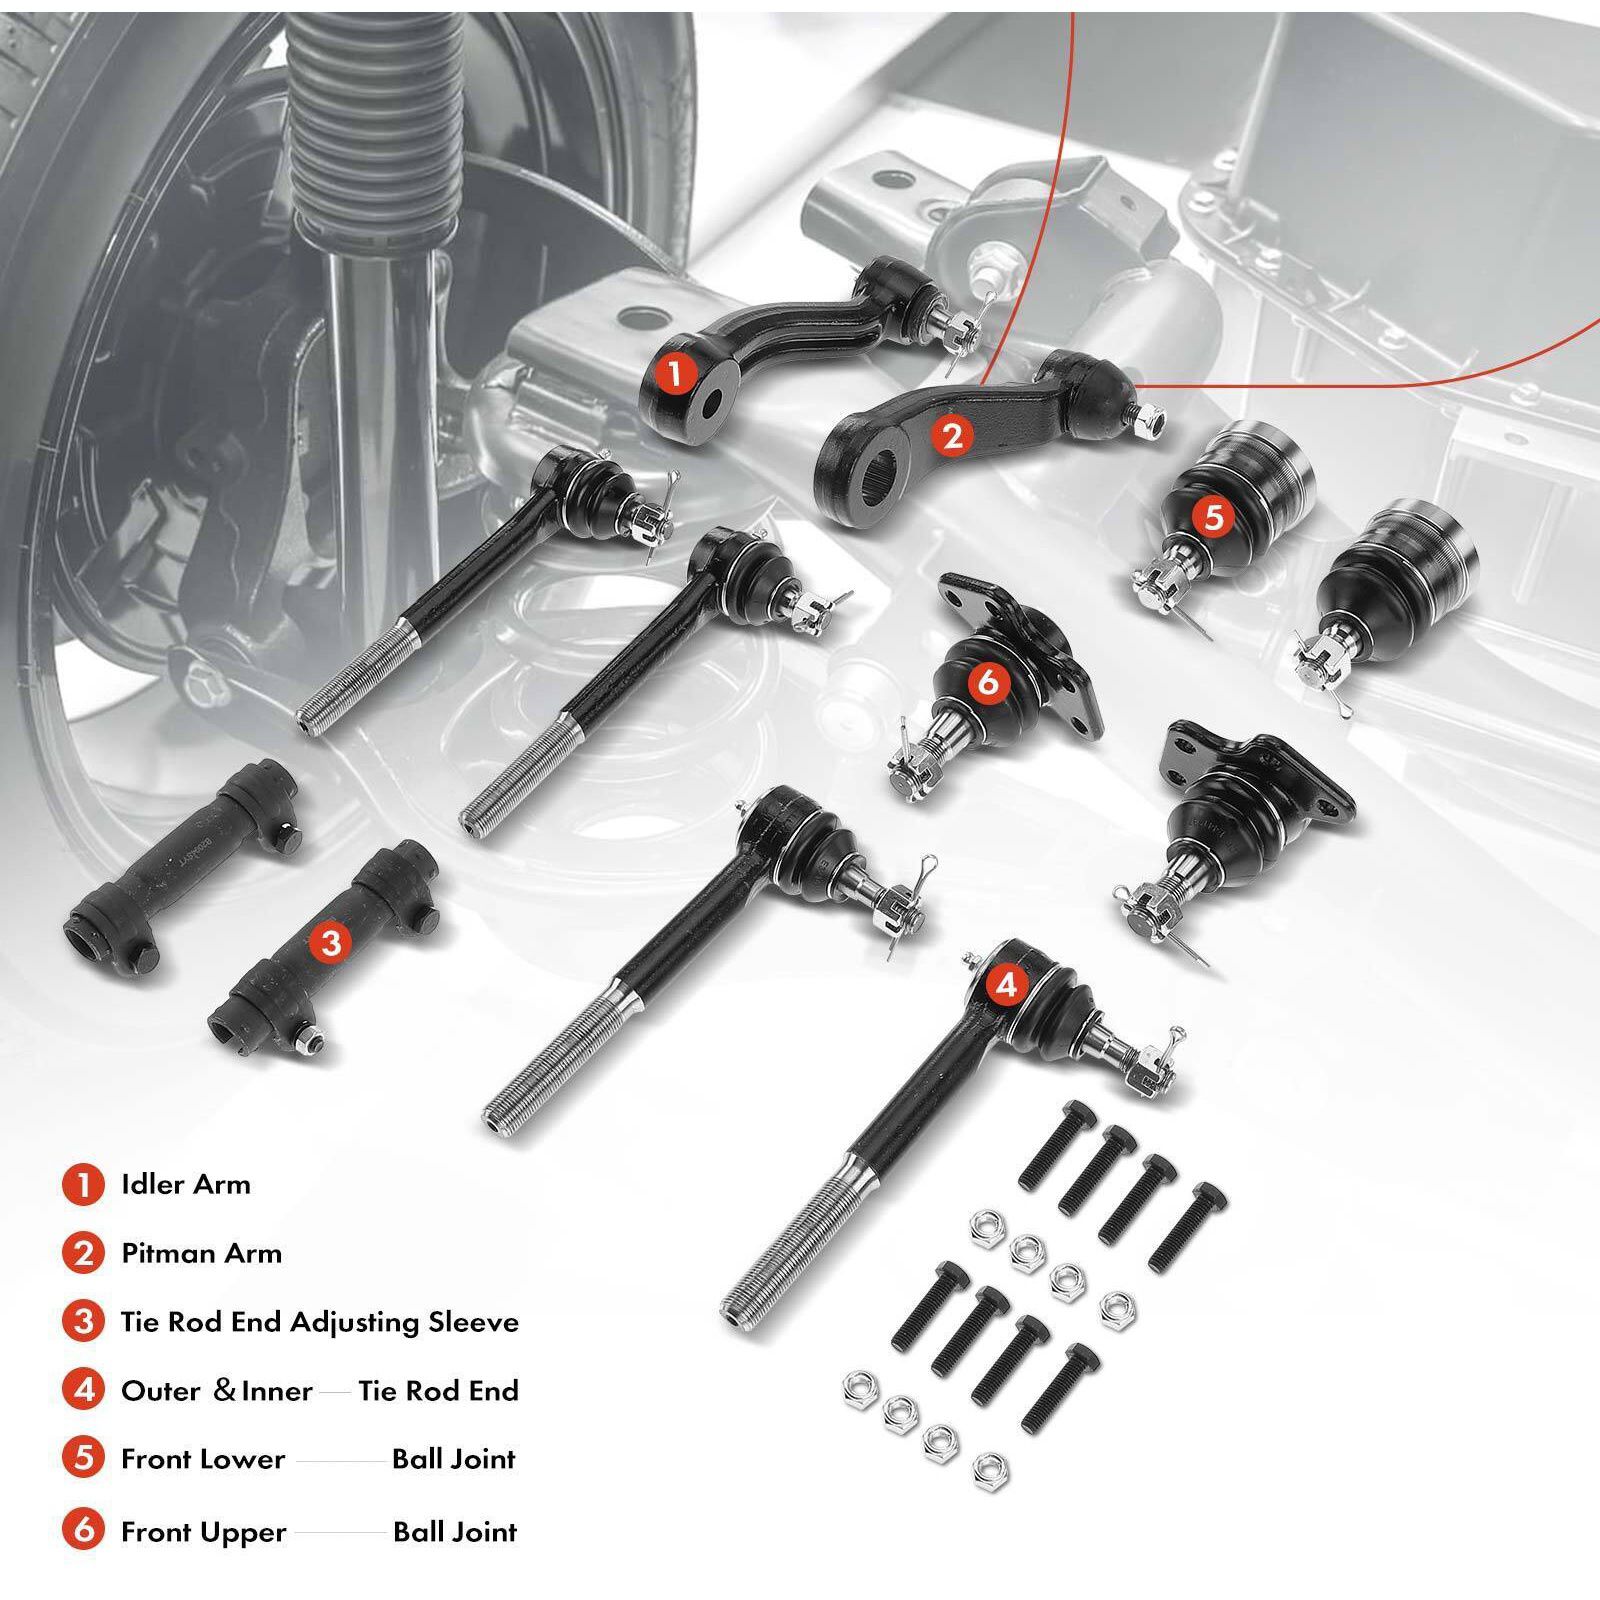 1
2
5
6
3
4
1 Idler Arm
2 Pitman Arm
3 Tie Rod End Adjusting Sleeve
4 Outer & Inner — Tie Rod End
5 Front Lower — Ball Joint
6 Front Upper — Ball Joint